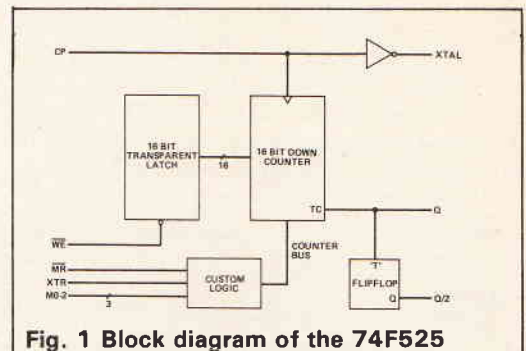 CP
XTAL
16 BIT
TRANSPARENT
LATCH
16
16 BIT DOWN
COUNTER
TC
Q
WE
COUNTER
BUS
'T'
FLIPFLOP
Q
Q/2
MR
XTR
M0-2
3
CUSTOM
LOGIC
Fig. 1 Block diagram of the 74F525